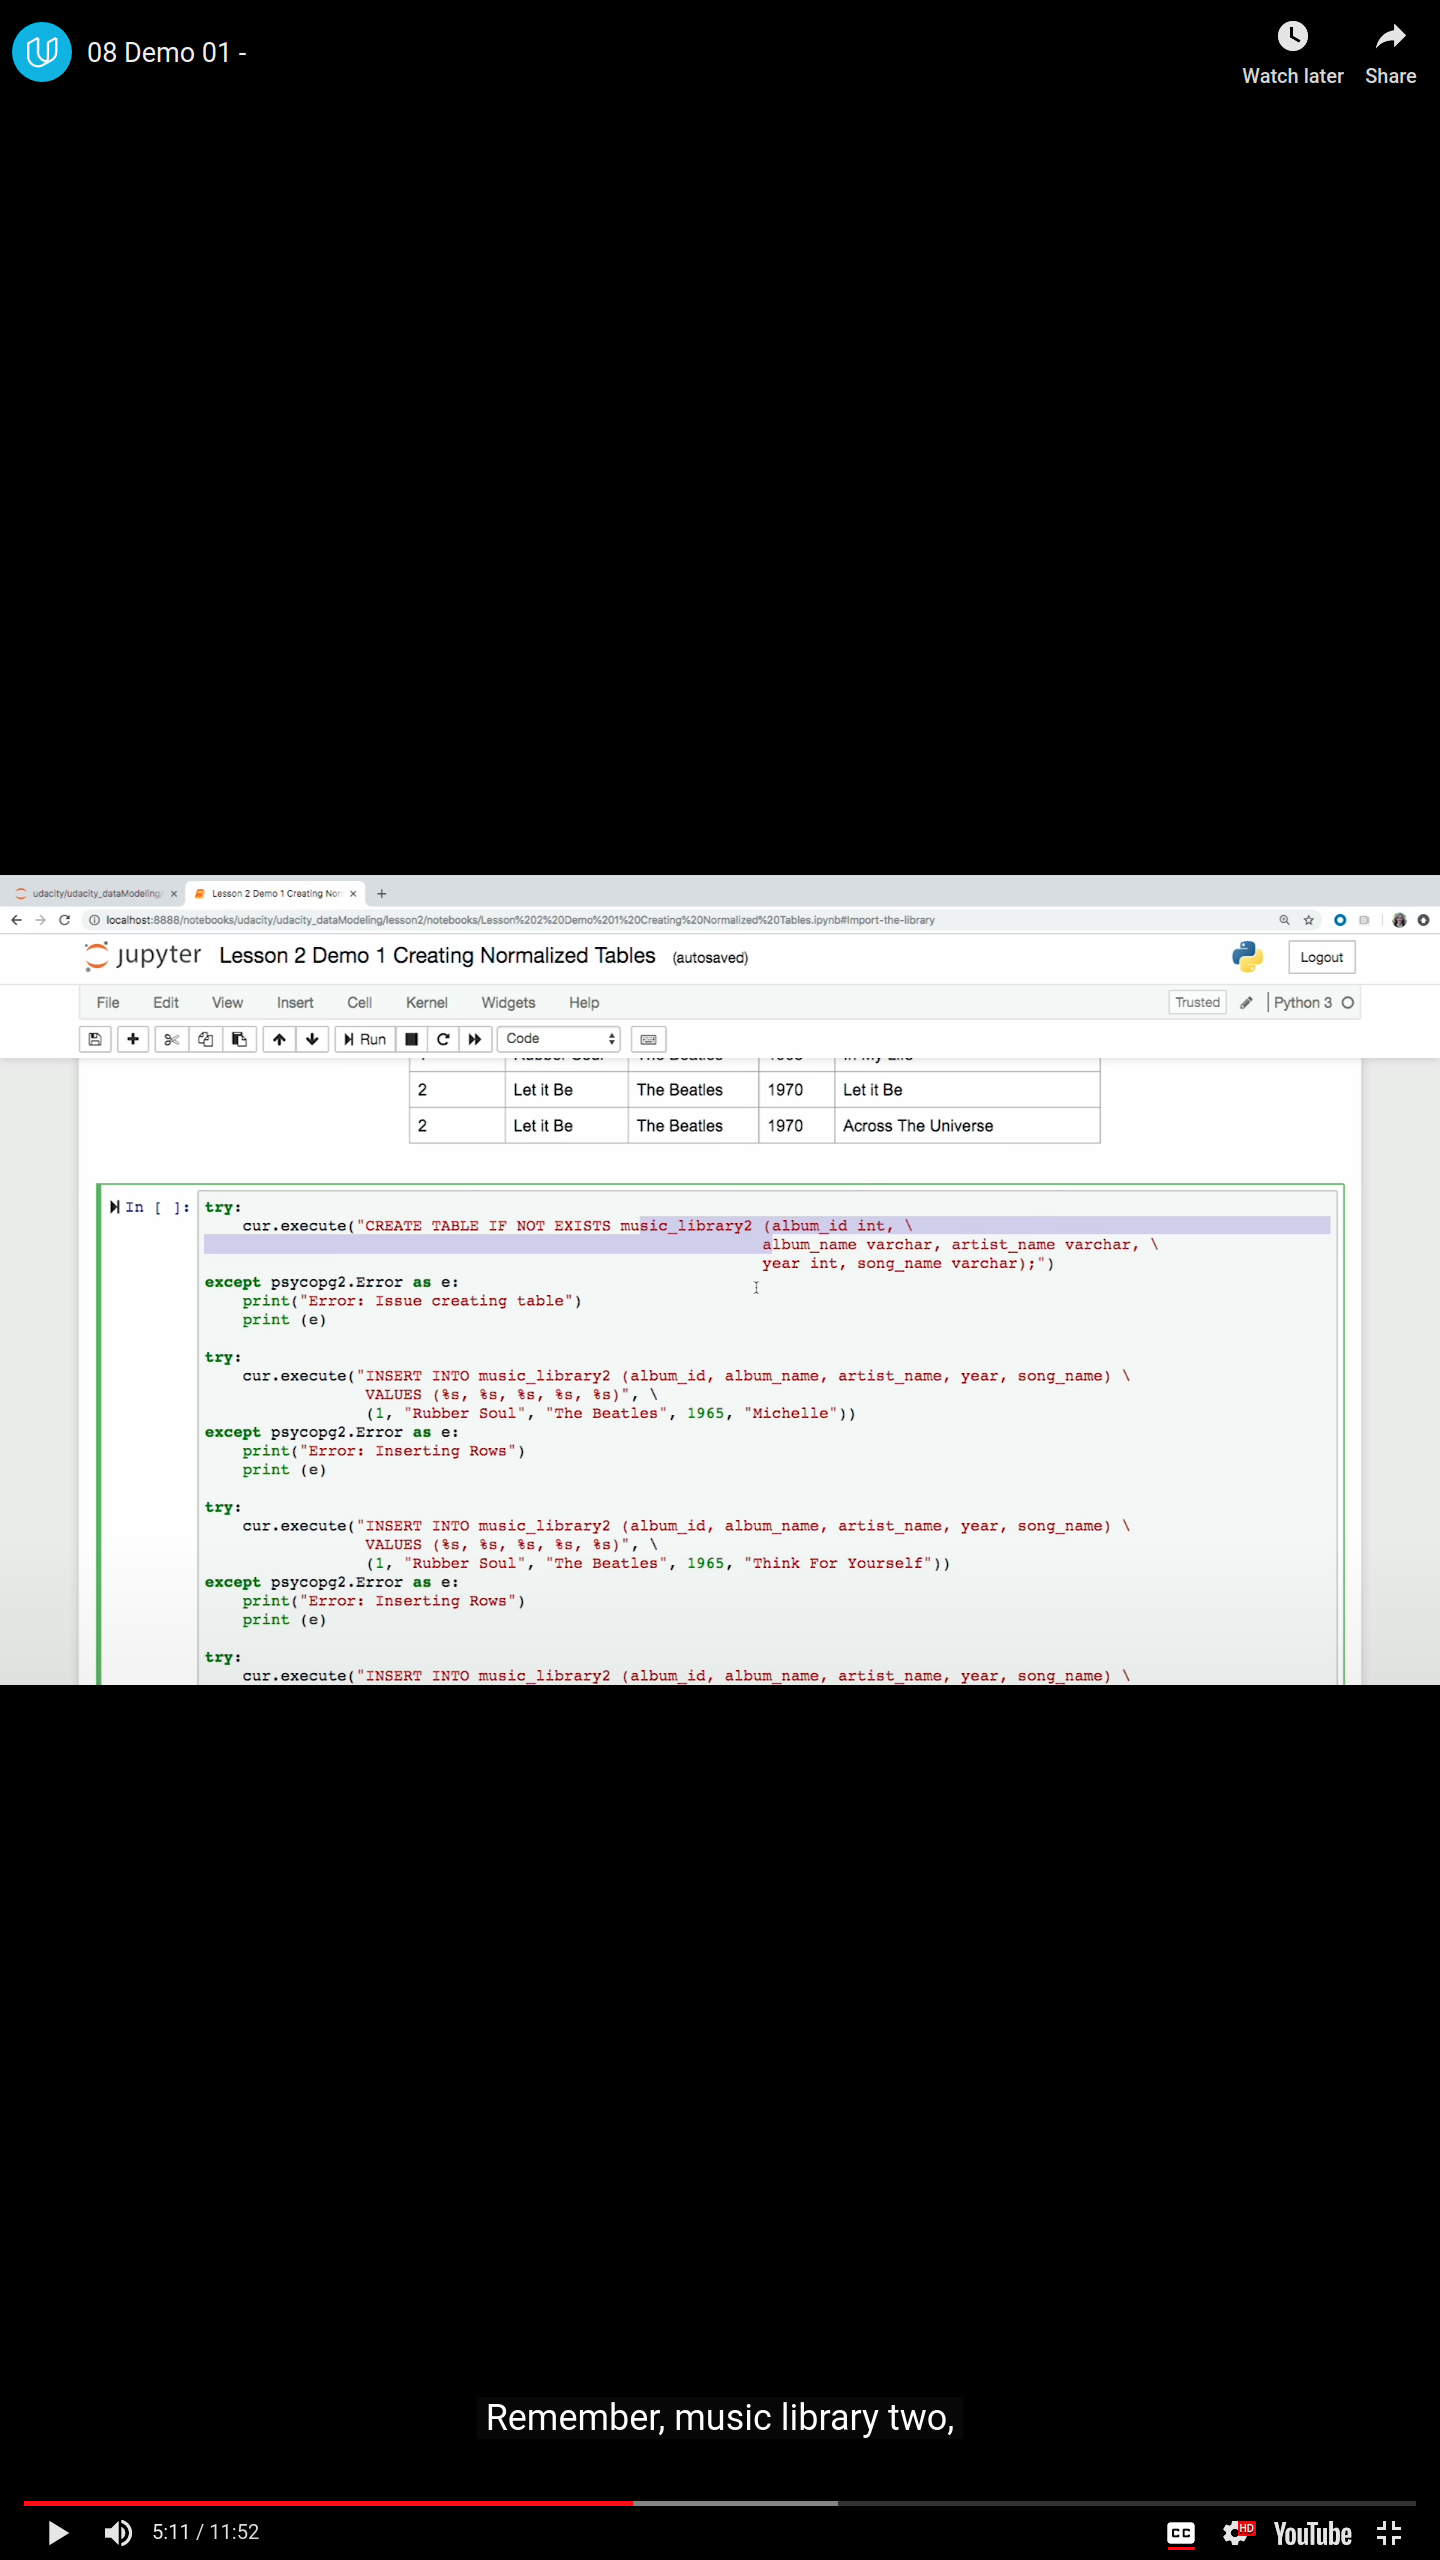 08 Demo 01 -
Watch later
Share
udacity/udacity_dataModeling/
Lesson 2 Demo 1 Creating Nor
localhost:8888/notebooks/udacity/udacity_dataModeling/lesson2/notebooks/Lesson%202%20Demo%201%20Creating%20Normalized%20Tables.ipynb#Import-the-library
jupyter Lesson 2 Demo 1 Creating Normalized Tables (autosaved)
Logout
File Edit View Insert Cell Kernel Widgets Help
Trusted
Python 3
Run
Code
2 Let it Be The Beatles 1970 Let it Be
2 Let it Be The Beatles 1970 Across The Universe
In [ ]: try:
cur.execute("CREATE TABLE IF NOT EXISTS music_library2 (album_id int, \
album_name varchar, artist_name varchar, \
year int, song_name varchar);")
except psycopg2.Error as e:
print("Error: Issue creating table")
print (e)
try:
cur.execute("INSERT INTO music_library2 (album_id, album_name, artist_name, year, song_name) \
VALUES (%s, %s, %s, %s, %s)", \
(1, "Rubber Soul", "The Beatles", 1965, "Michelle"))
except psycopg2.Error as e:
print("Error: Inserting Rows")
print (e)
try:
cur.execute("INSERT INTO music_library2 (album_id, album_name, artist_name, year, song_name) \
VALUES (%s, %s, %s, %s, %s)", \
(1, "Rubber Soul", "The Beatles", 1965, "Think For Yourself"))
except psycopg2.Error as e:
print("Error: Inserting Rows")
print (e)
try:
cur.execute("INSERT INTO music_library2 (album_id, album_name, artist_name, year, song_name) \
Remember, music library two,
5:11 / 11:52
CC
HD
YouTube